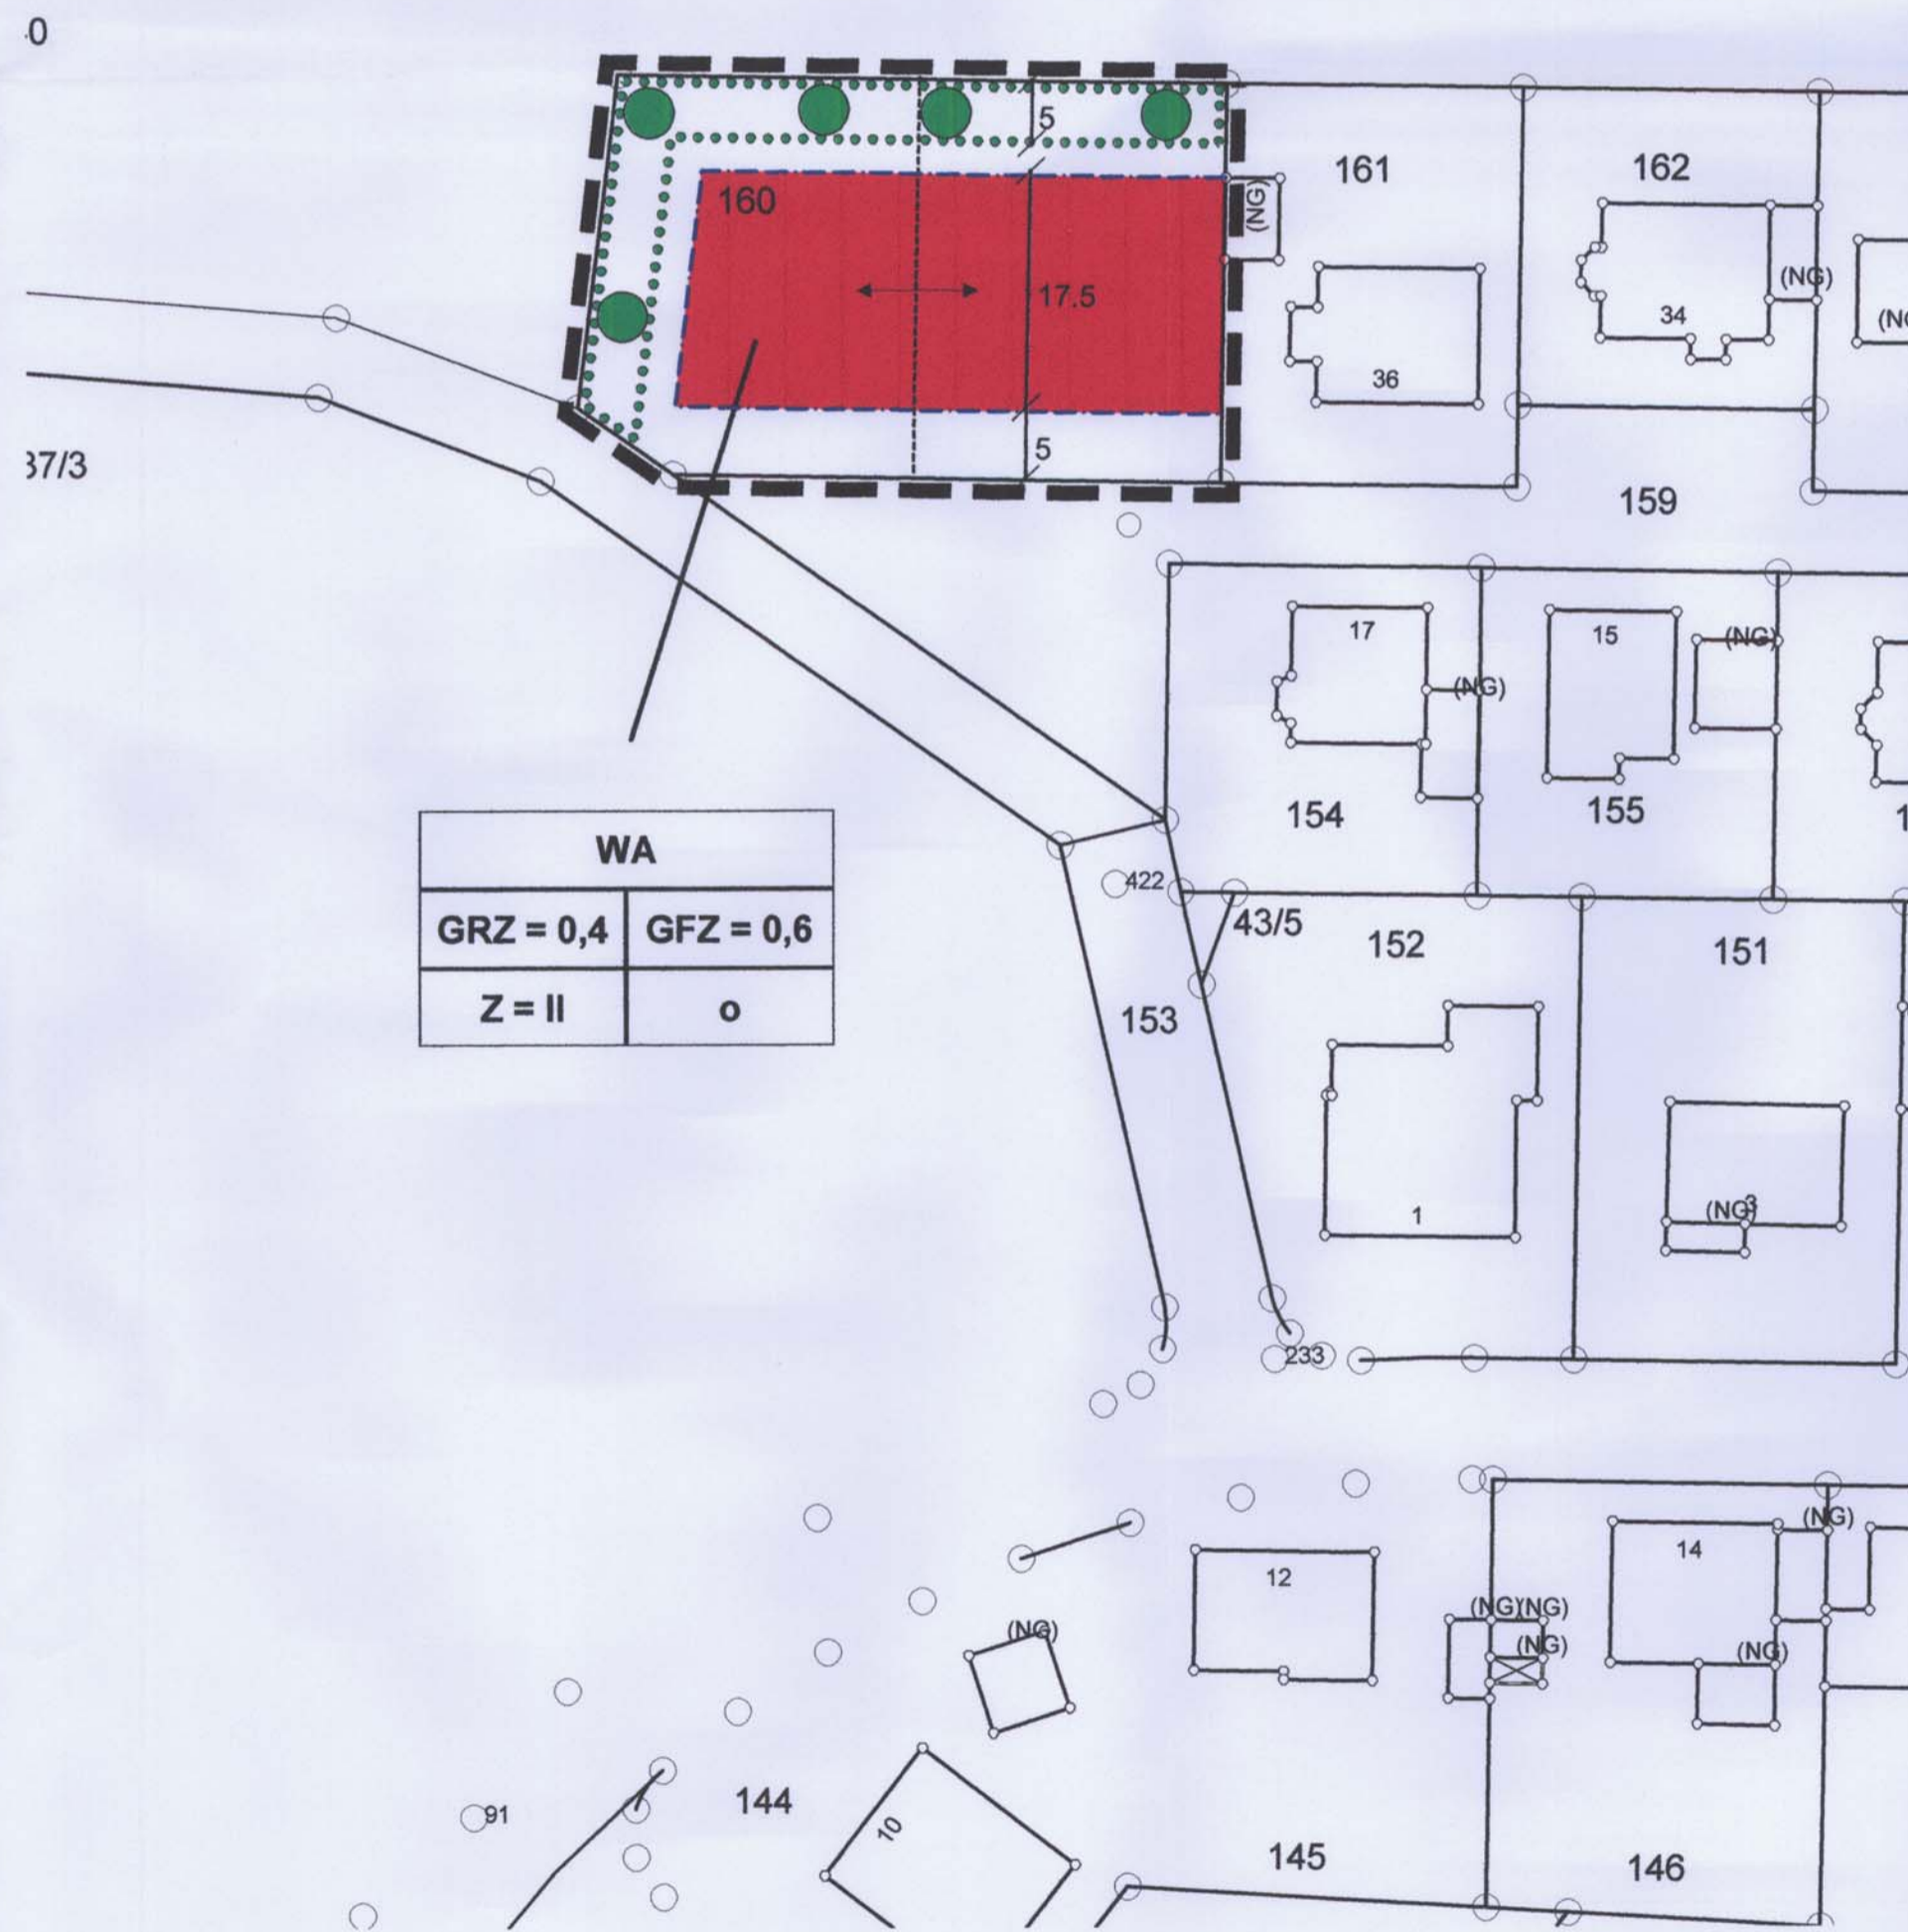 5
160
161
162
(NG)
(NG)
17.5
34
36
5
37/3
159
17
15
(NG)
(NG)
154
155
WA
GRZ = 0,4 GFZ = 0,6
Z = II o
422
43/5
152
151
153
(NG)
3
1
233
(NG)
14
12
(NG)
(NG)
(NG)
(NG)
(NG)
144
91
10
145
146